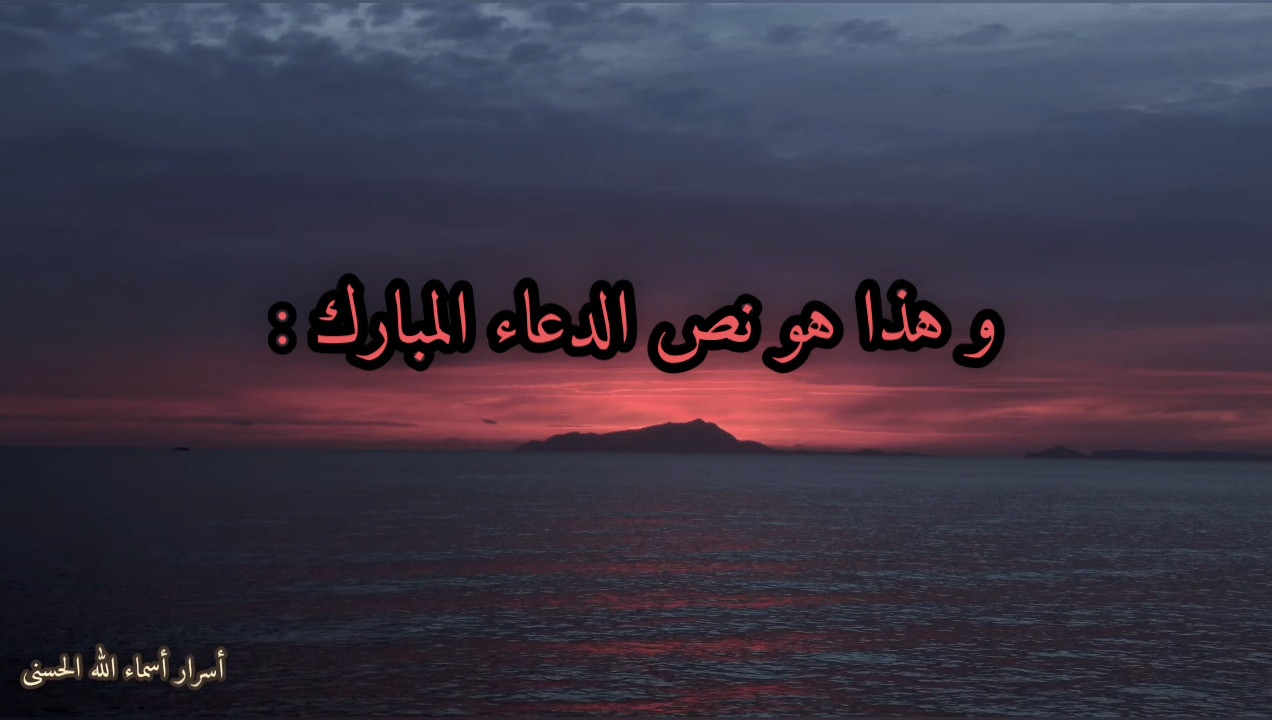 و هذا هو نص الدعاء المبارك :
أسرار أسماء الله الحسنى